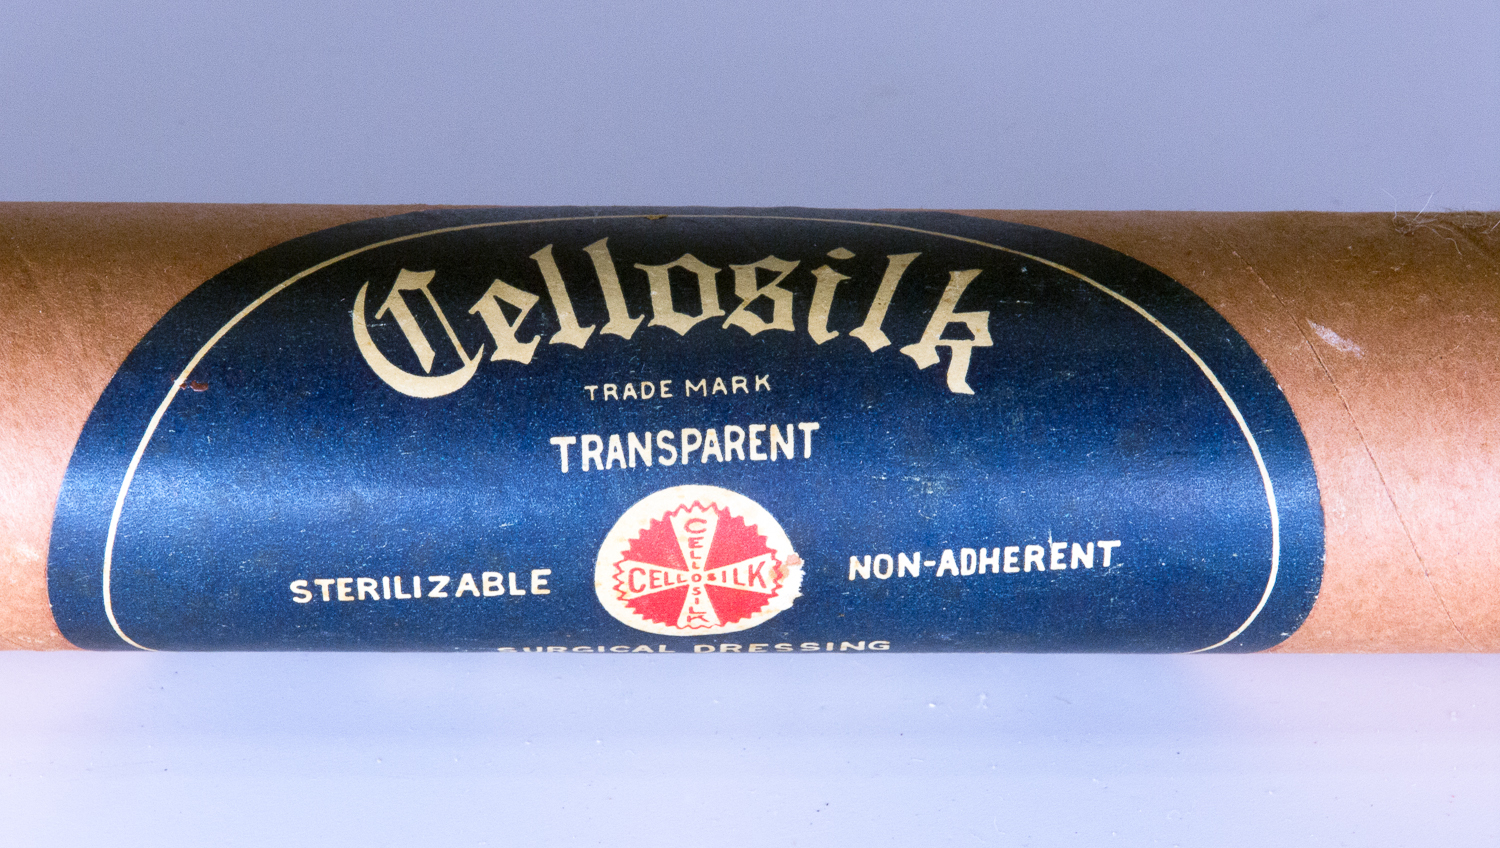 Cellosilk
TRADE MARK
TRANSPARENT
STERILIZABLE
CELLOSILK
CELLOSILK
NON-ADHERENT
SURGICAL DRESSING